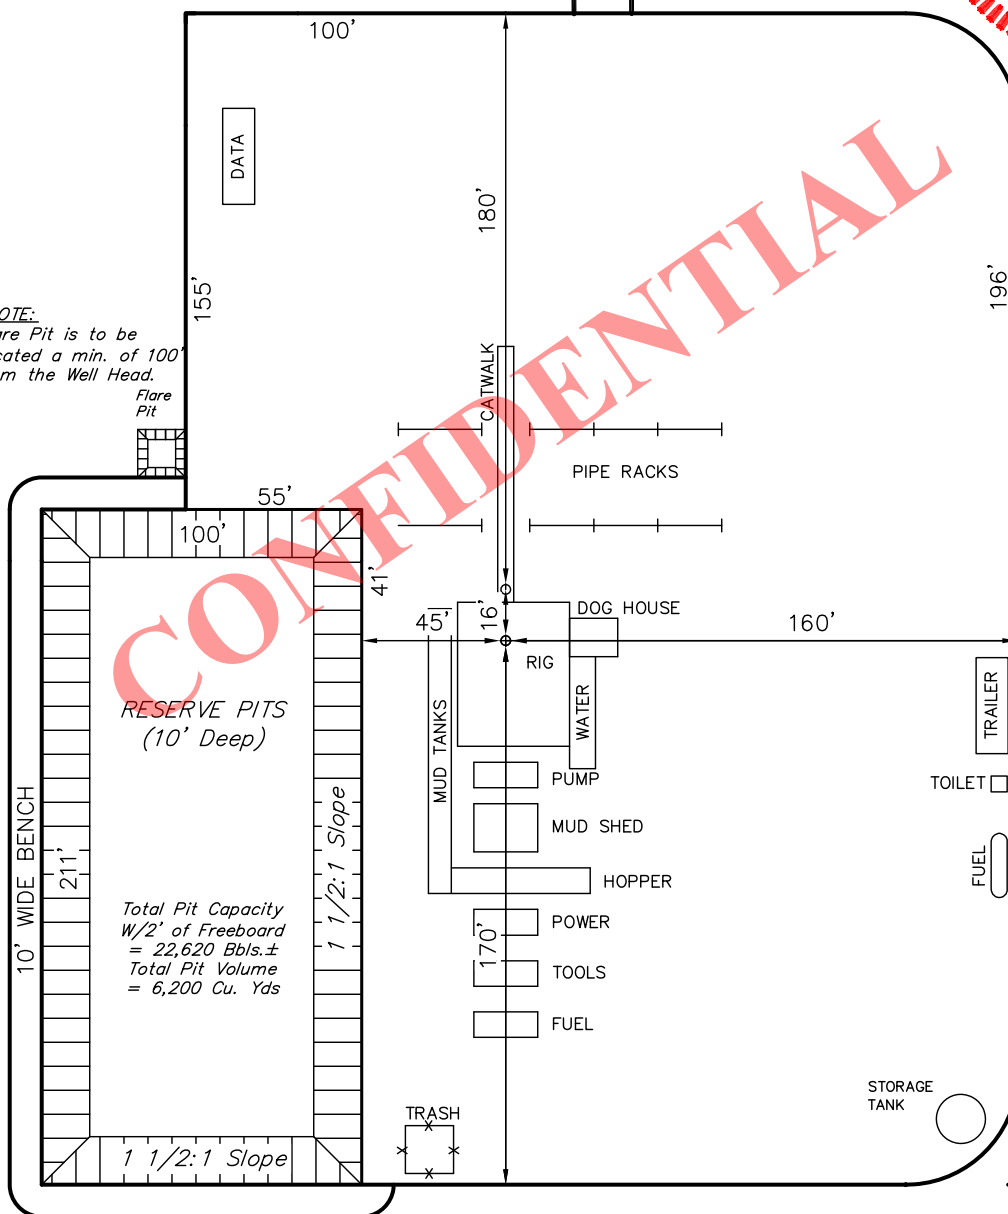 100'
DATA
180'
155'
196'
OTE:
re Pit is to be
cated a min. of 100'
m the Well Head.
Flare
Pit
CATWALK
PIPE RACKS
CONFIDENTIAL
55'
100'
41'
45'
16'
DOG HOUSE
160'
RIG
WATER
TRAILER
RESERVE PITS
(10' Deep)
MUD TANKS
PUMP
TOILET
MUD SHED
10' WIDE BENCH
211'
1 1/2:1 Slope
FUEL
HOPPER
Total Pit Capacity
W/2' of Freeboard
= 22,620 Bbls.±
Total Pit Volume
= 6,200 Cu. Yds
POWER
170'
TOOLS
FUEL
STORAGE
TANK
TRASH
1 1/2:1 Slope